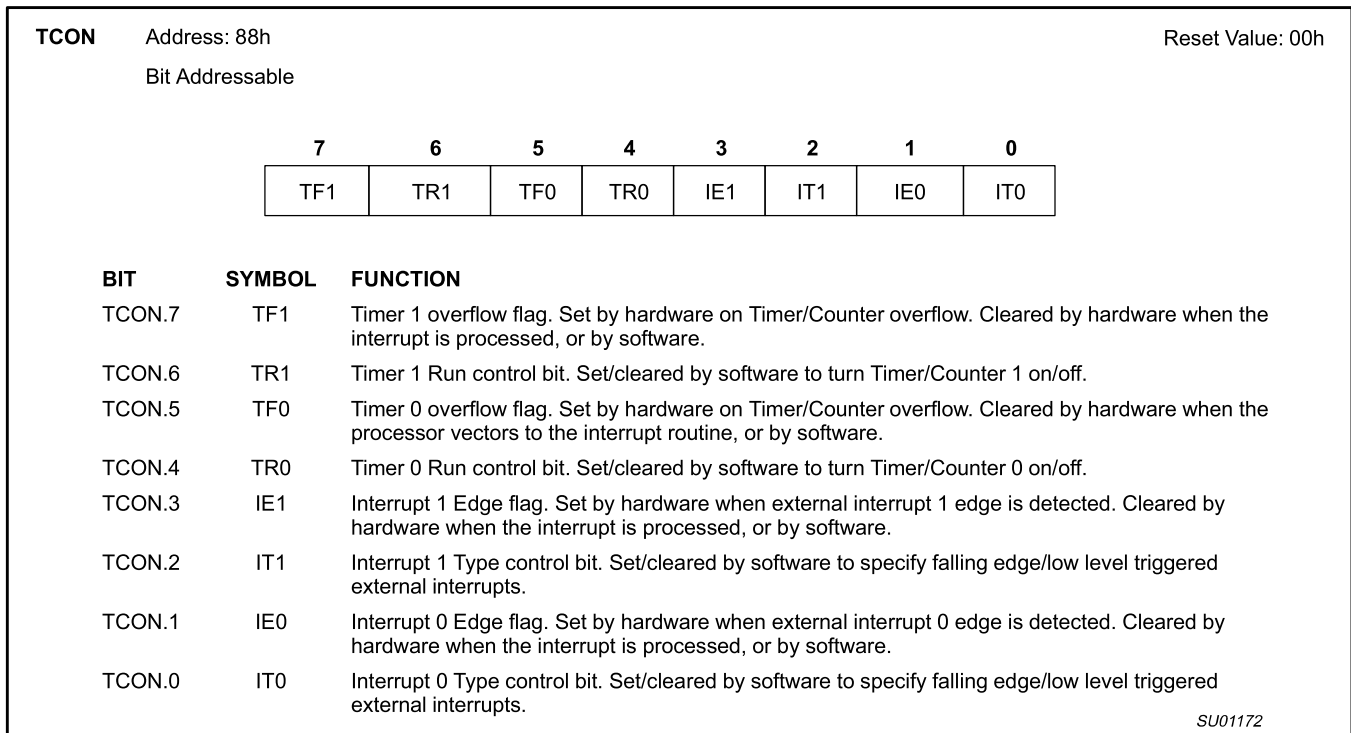 TCON Address: 88h Reset Value: 00h
Bit Addressable
7 6 5 4 3 2 1 0
TF1 TR1 TF0 TR0 IE1 IT1 IE0 IT0
BIT SYMBOL FUNCTION
TCON.7 TF1 Timer 1 overflow flag. Set by hardware on Timer/Counter overflow. Cleared by hardware when the
interrupt is processed, or by software.
TCON.6 TR1 Timer 1 Run control bit. Set/cleared by software to turn Timer/Counter 1 on/off.
TCON.5 TF0 Timer 0 overflow flag. Set by hardware on Timer/Counter overflow. Cleared by hardware when the
processor vectors to the interrupt routine, or by software.
TCON.4 TR0 Timer 0 Run control bit. Set/cleared by software to turn Timer/Counter 0 on/off.
TCON.3 IE1 Interrupt 1 Edge flag. Set by hardware when external interrupt 1 edge is detected. Cleared by
hardware when the interrupt is processed, or by software.
TCON.2 IT1 Interrupt 1 Type control bit. Set/cleared by software to specify falling edge/low level triggered
external interrupts.
TCON.1 IE0 Interrupt 0 Edge flag. Set by hardware when external interrupt 0 edge is detected. Cleared by
hardware when the interrupt is processed, or by software.
TCON.0 IT0 Interrupt 0 Type control bit. Set/cleared by software to specify falling edge/low level triggered
external interrupts.
SU01172